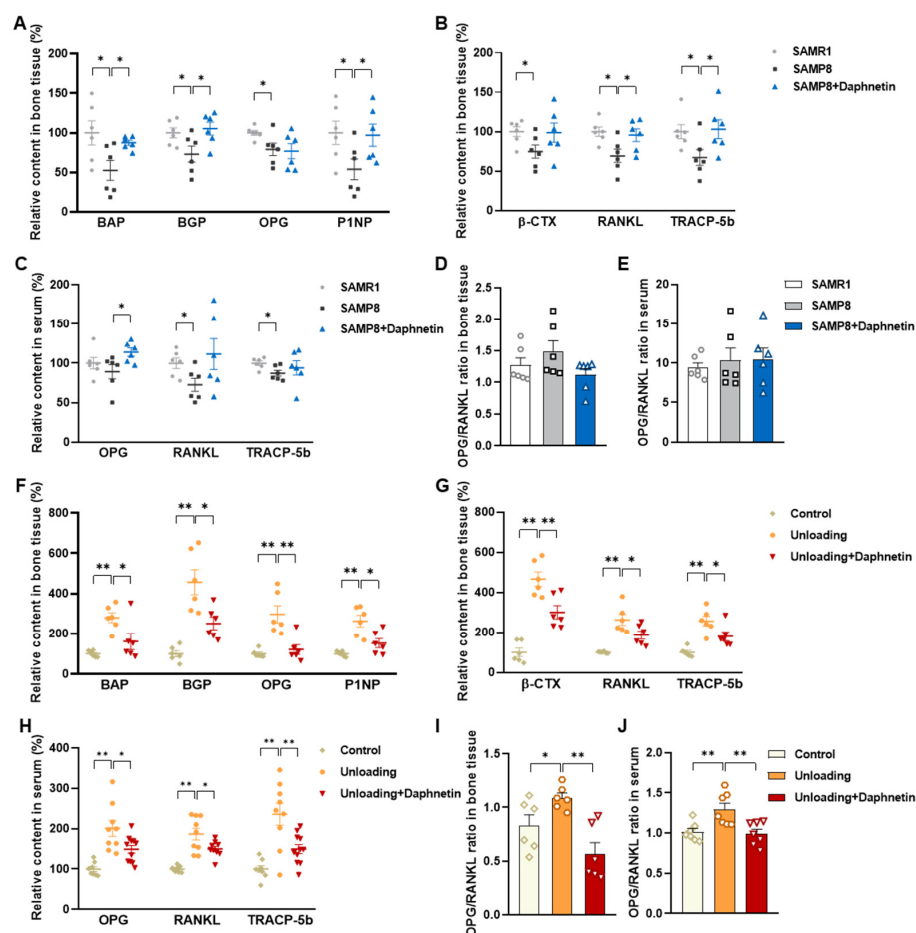 A
Relative content in bone tissue (%)
200
150
100
50
0
* * * * * * *
BAP BGP OPG P1NP
B
Relative content in bone tissue (%)
200
150
100
50
0
* * * * *
β-CTX RANKL TRACP-5b
SAMR1
SAMP8
SAMP8+Daphnetin
C
Relative content in serum (%)
200
150
100
50
0
* * *
OPG RANKL TRACP-5b
SAMR1
SAMP8
SAMP8+Daphnetin
D
OPG/RANKL ratio in bone tissue
2.5
2.0
1.5
1.0
0.5
0.0
E
OPG/RANKL ratio in serum
20
15
10
5
0
SAMR1
SAMP8
SAMP8+Daphnetin
F
Relative content in bone tissue (%)
800
600
400
200
0
** * ** * ** ** ** *
BAP BGP OPG P1NP
G
Relative content in bone tissue (%)
800
600
400
200
0
** ** ** * ** *
β-CTX RANKL TRACP-5b
Control
Unloading
Unloading+Daphnetin
H
Relative content in serum (%)
400
300
200
100
0
** * ** * ** **
OPG RANKL TRACP-5b
Control
Unloading
Unloading+Daphnetin
I
OPG/RANKL ratio in bone tissue
1.5
1.0
0.5
0.0
* **
J
OPG/RANKL ratio in serum
2.0
1.5
1.0
0.5
0.0
** **
Control
Unloading
Unloading+Daphnetin